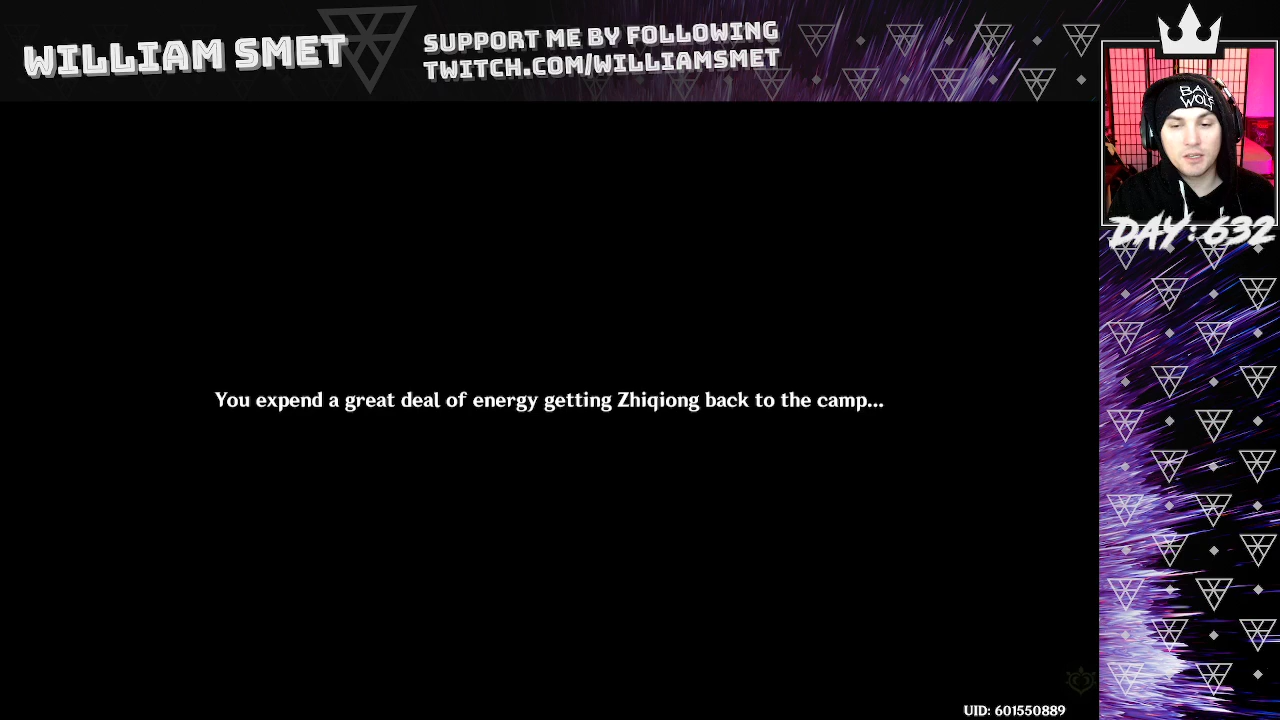 WILLIAM SMET
SUPPORT ME BY FOLLOWING
TWITCH.COM/WILLIAMSMET
DAY:632
You expend a great deal of energy getting Zhiqiong back to the camp...
UID: 601550889